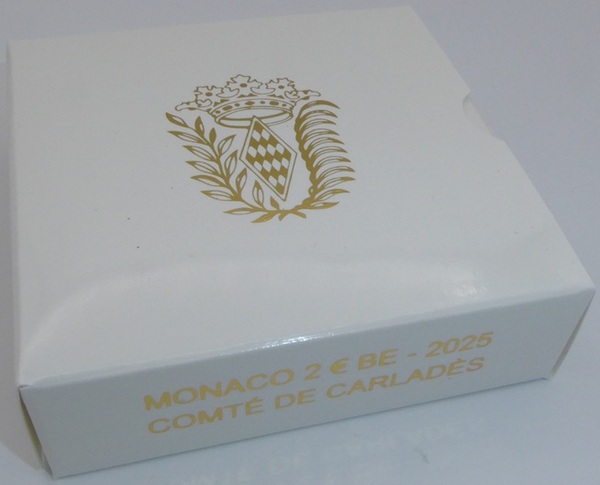 MONACO 2 € BE - 2025
COMTÉ DE CARLADÈS